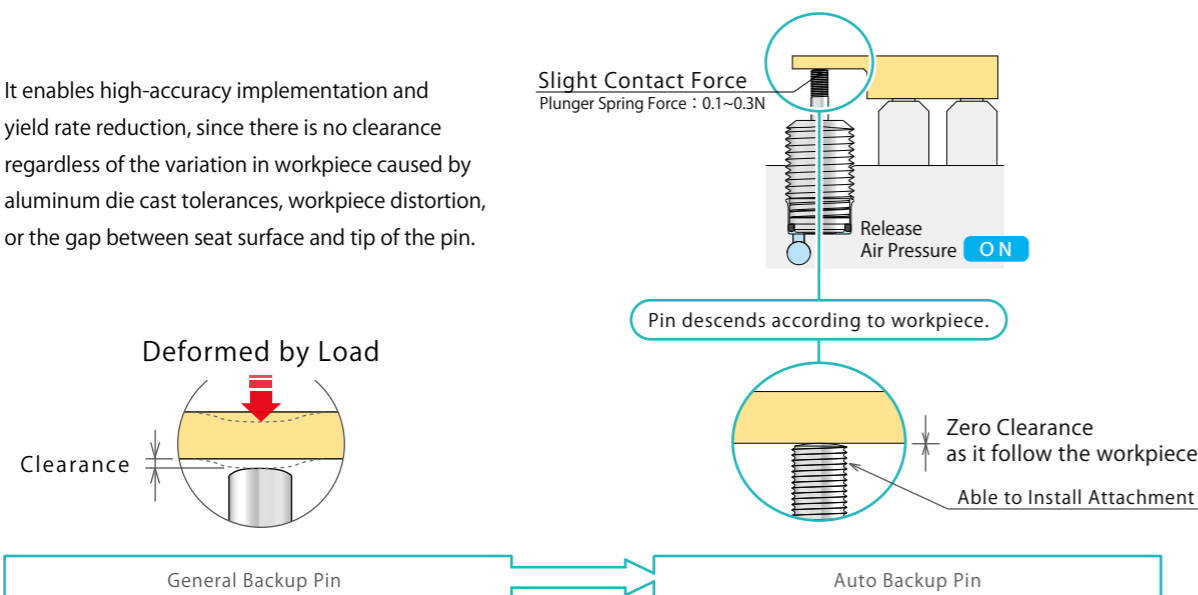 It enables high-accuracy implementation and
yield rate reduction, since there is no clearance
regardless of the variation in workpiece caused by
aluminum die cast tolerances, workpiece distortion,
or the gap between seat surface and tip of the pin.
Slight Contact Force
Plunger Spring Force：0.1~0.3N
Release
Air Pressure ON
Pin descends according to workpiece.
Deformed by Load
Clearance
Zero Clearance
as it follow the workpiece
Able to Install Attachment
General Backup Pin
Auto Backup Pin